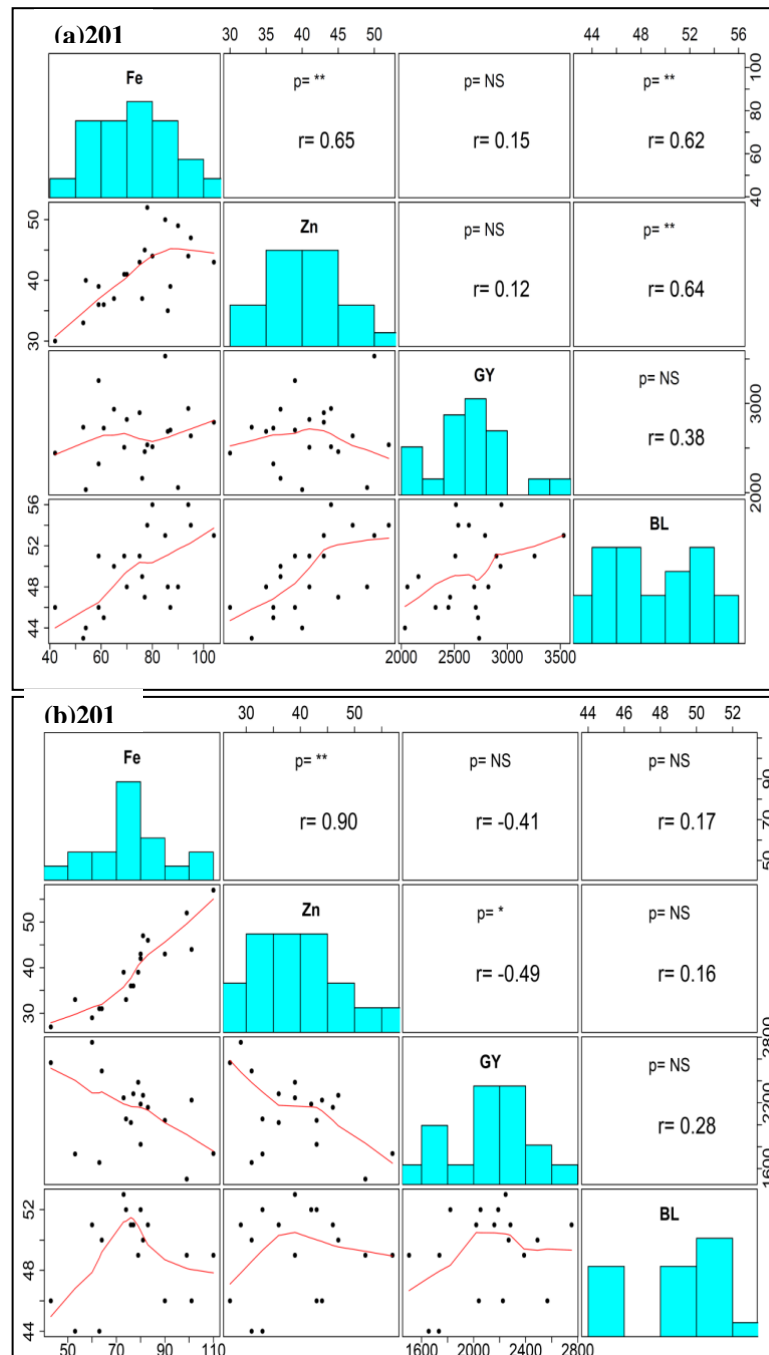 (a)201
30 35 40 45 50
44 48 52 56
Fe
p= **
r= 0.65
p= NS
r= 0.15
p= **
r= 0.62
40 60 80 100
30 40 50
Zn
p= NS
r= 0.12
p= **
r= 0.64
GY
p= NS
r= 0.38
2000 3000
44 48 52 56
BL
40 60 80 100
2000 2500 3000 3500
(b)201
30 40 50
44 46 48 50 52
Fe
p= **
r= 0.90
p= NS
r= -0.41
p= NS
r= 0.17
50 70 90
30 40 50
Zn
p= *
r= -0.49
p= NS
r= 0.16
GY
p= NS
r= 0.28
1600 2200 2800
44 48 52
BL
50 70 90 110
1600 2000 2400 2800